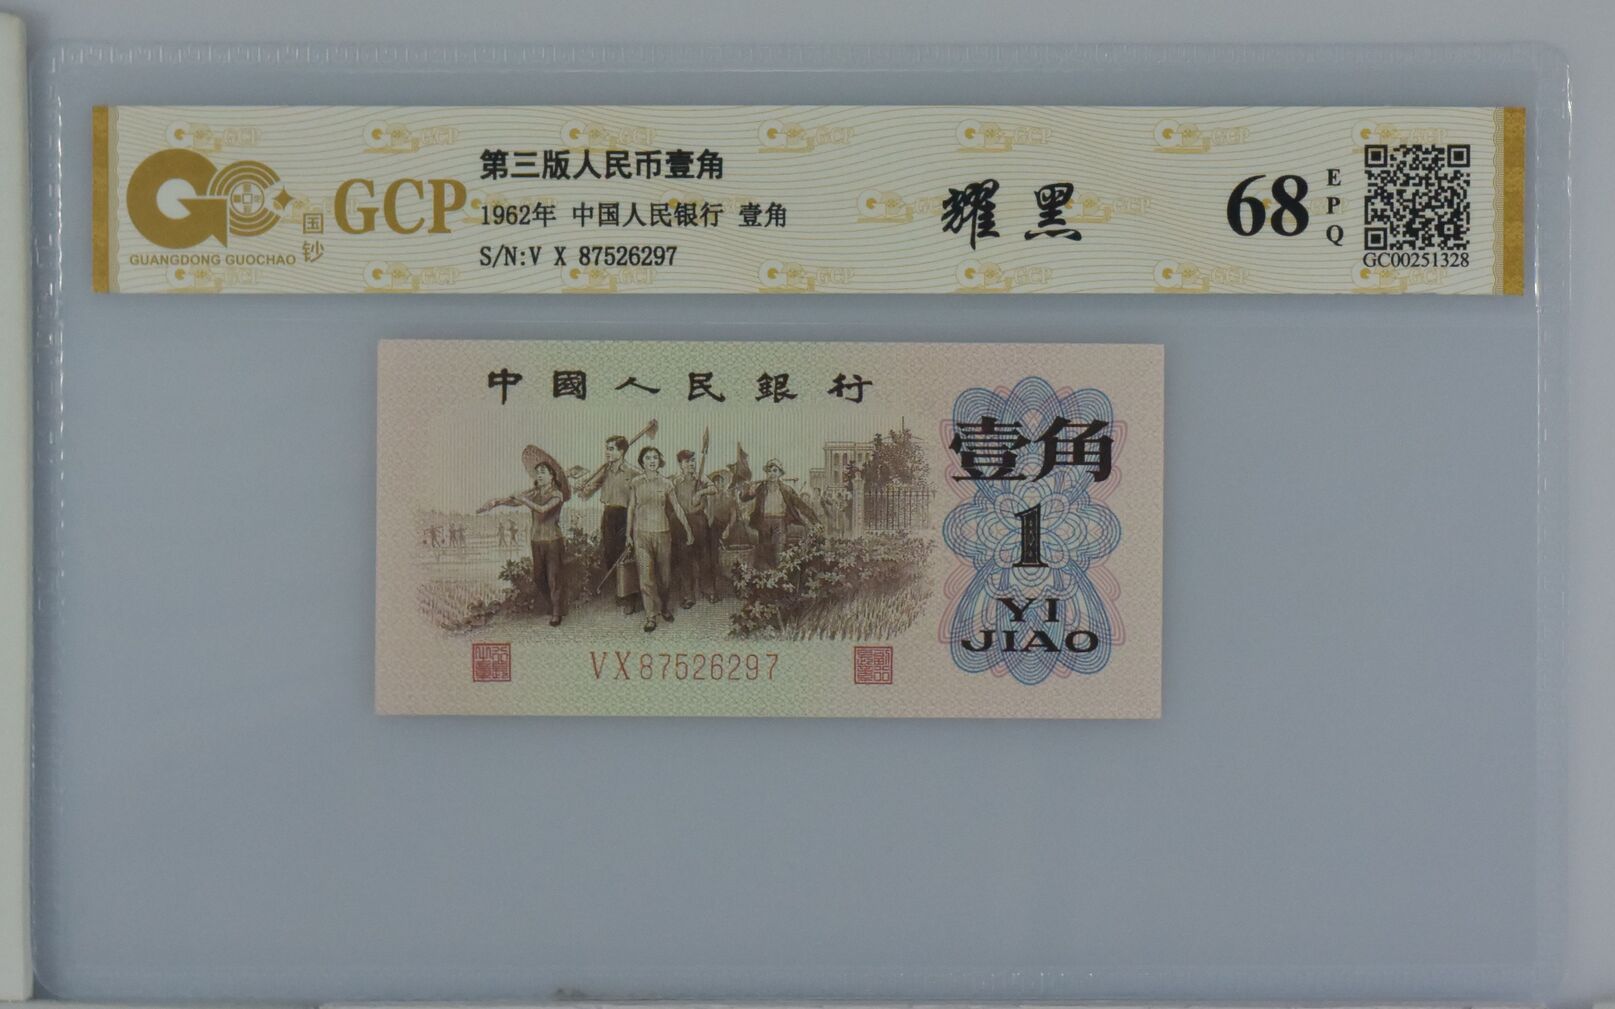 GCP
国钞
GUANGDONG GUOCHAO
第三版人民币壹角
1962年 中国人民银行 壹角
S/N:V X 87526297
耀黑
68
EPQ
GC00251328
中國人民銀行
壹角
1
YI
JIAO
VX87526297